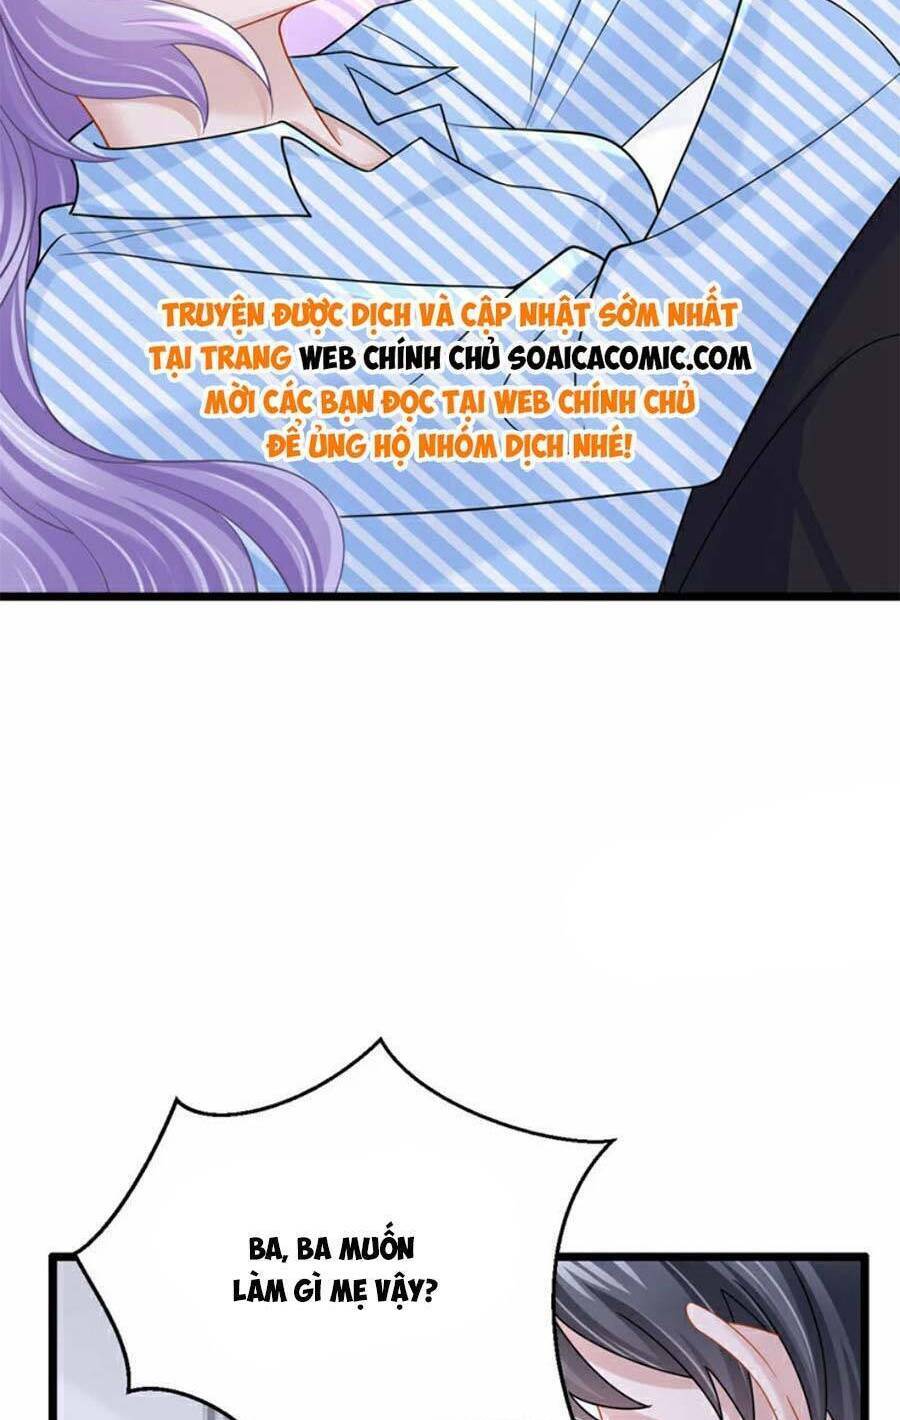 TRUYỆN ĐƯỢC DỊCH VÀ CẬP NHẬT SỚM NHẤT
TẠI TRANG WEB CHÍNH CHỦ SOAICACOMIC.COM
MỜI CÁC BẠN ĐỌC TẠI WEB CHÍNH CHỦ
ĐỂ ỦNG HỘ NHÓM DỊCH NHÉ!
BA, BA MUỐN
LÀM GÌ MẸ VẬY?